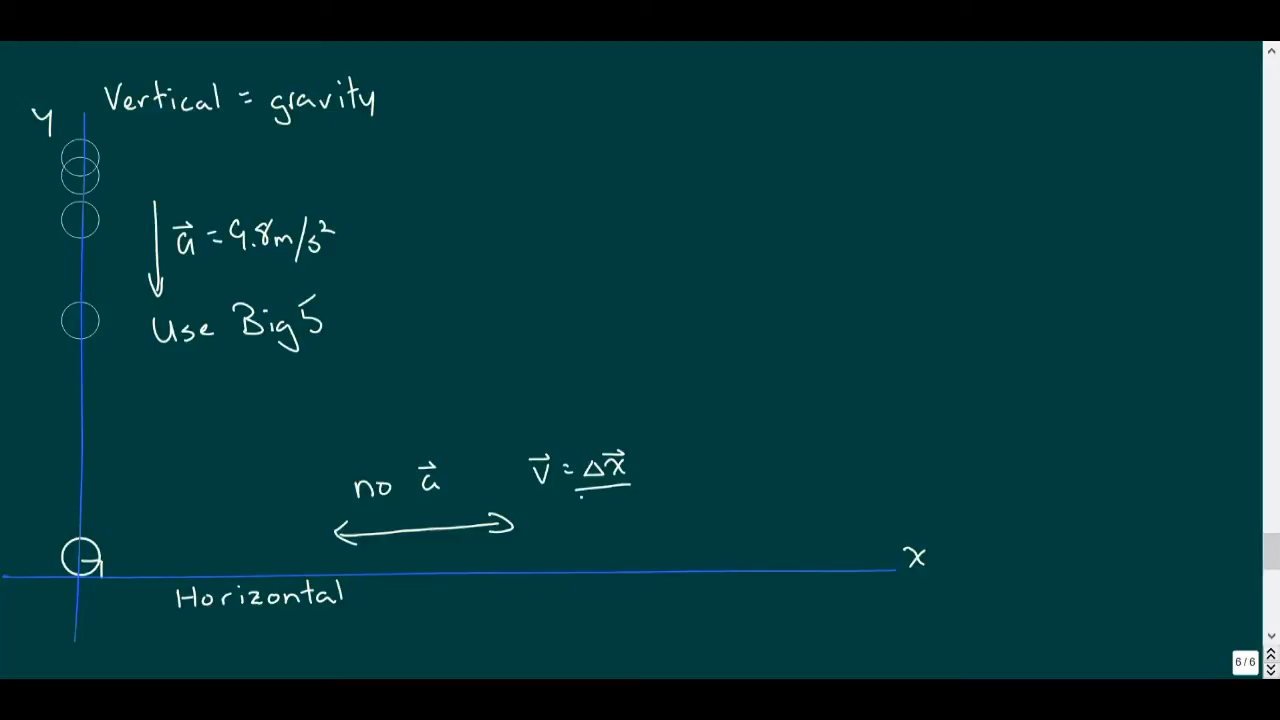 Vertical = gravity
y
a⃗ = 9.8m/s²
Use Big 5
no a⃗
v⃗ = Δx⃗
x
Horizontal
6 / 6